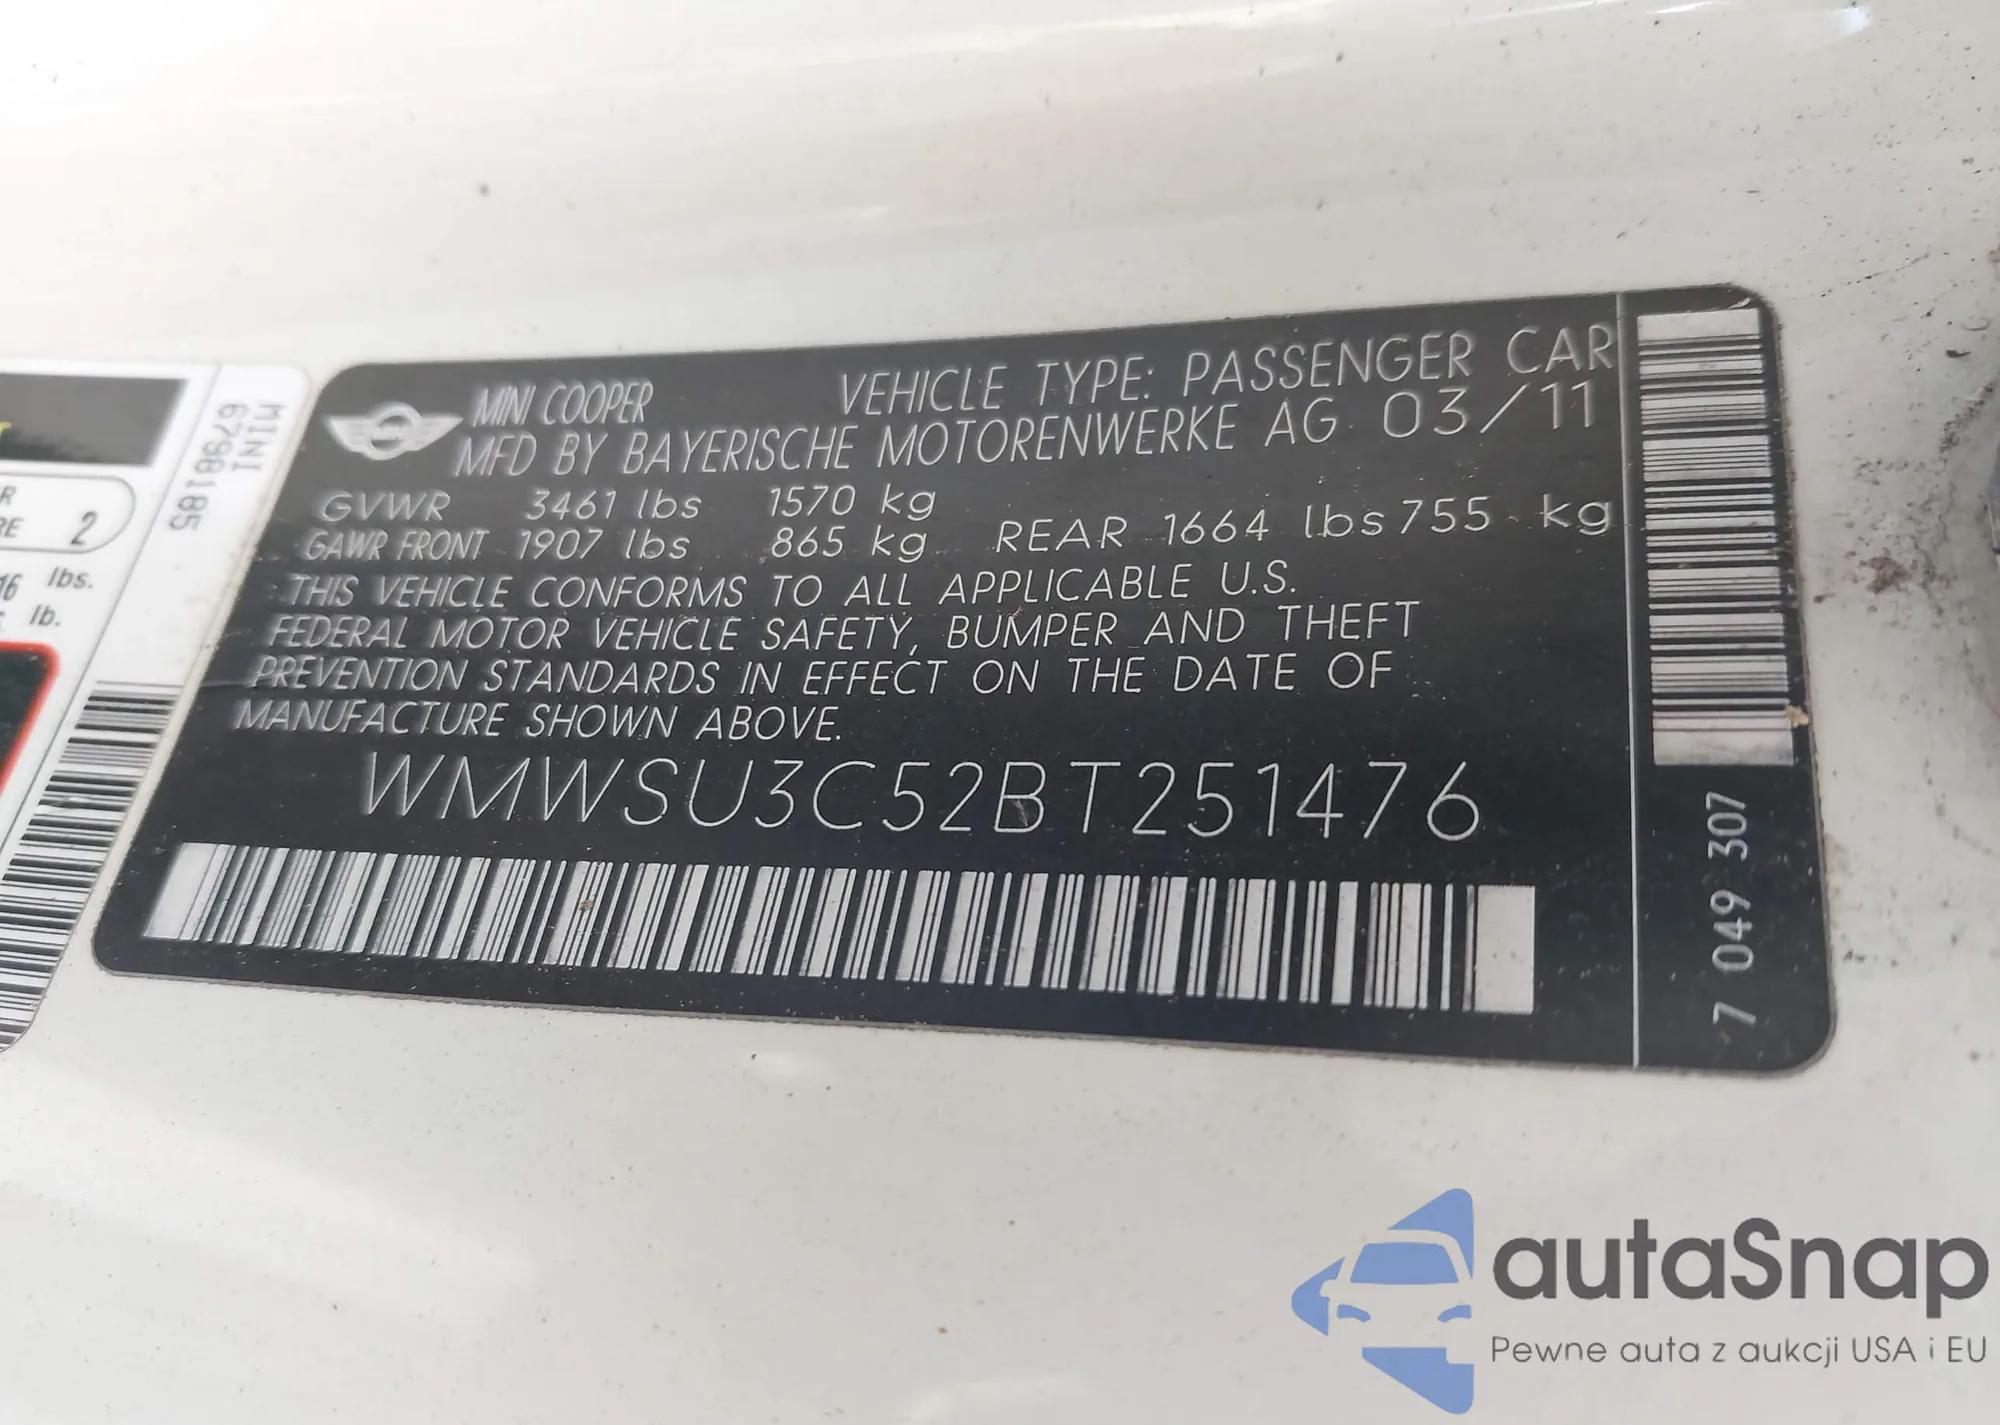 MINI COOPER VEHICLE TYPE: PASSENGER CAR
MFD BY BAYERISCHE MOTORENWERKE AG 03/11
GVWR 3461 lbs 1570 kg
GAWR FRONT 1907 lbs 865 kg REAR 1664 lbs 755 kg
THIS VEHICLE CONFORMS TO ALL APPLICABLE U.S.
FEDERAL MOTOR VEHICLE SAFETY, BUMPER AND THEFT
PREVENTION STANDARDS IN EFFECT ON THE DATE OF
MANUFACTURE SHOWN ABOVE.
WMWSU3C52BT251476
7 049 307
MINI
6798185
2
lbs.
lb.
autaSnap
Pewne auta z aukcji USA i EU